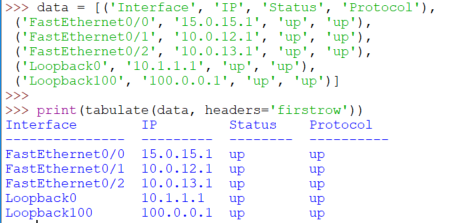 >>> data = [('Interface', 'IP', 'Status', 'Protocol'),
('FastEthernet0/0', '15.0.15.1', 'up', 'up'),
('FastEthernet0/1', '10.0.12.1', 'up', 'up'),
('FastEthernet0/2', '10.0.13.1', 'up', 'up'),
('Loopback0', '10.1.1.1', 'up', 'up'),
('Loopback100', '100.0.0.1', 'up', 'up')]
>>>
>>> print(tabulate(data, headers='firstrow'))
Interface        IP         Status    Protocol
---------------  ---------  --------  ----------
FastEthernet0/0  15.0.15.1  up        up
FastEthernet0/1  10.0.12.1  up        up
FastEthernet0/2  10.0.13.1  up        up
Loopback0        10.1.1.1   up        up
Loopback100      100.0.0.1  up        up